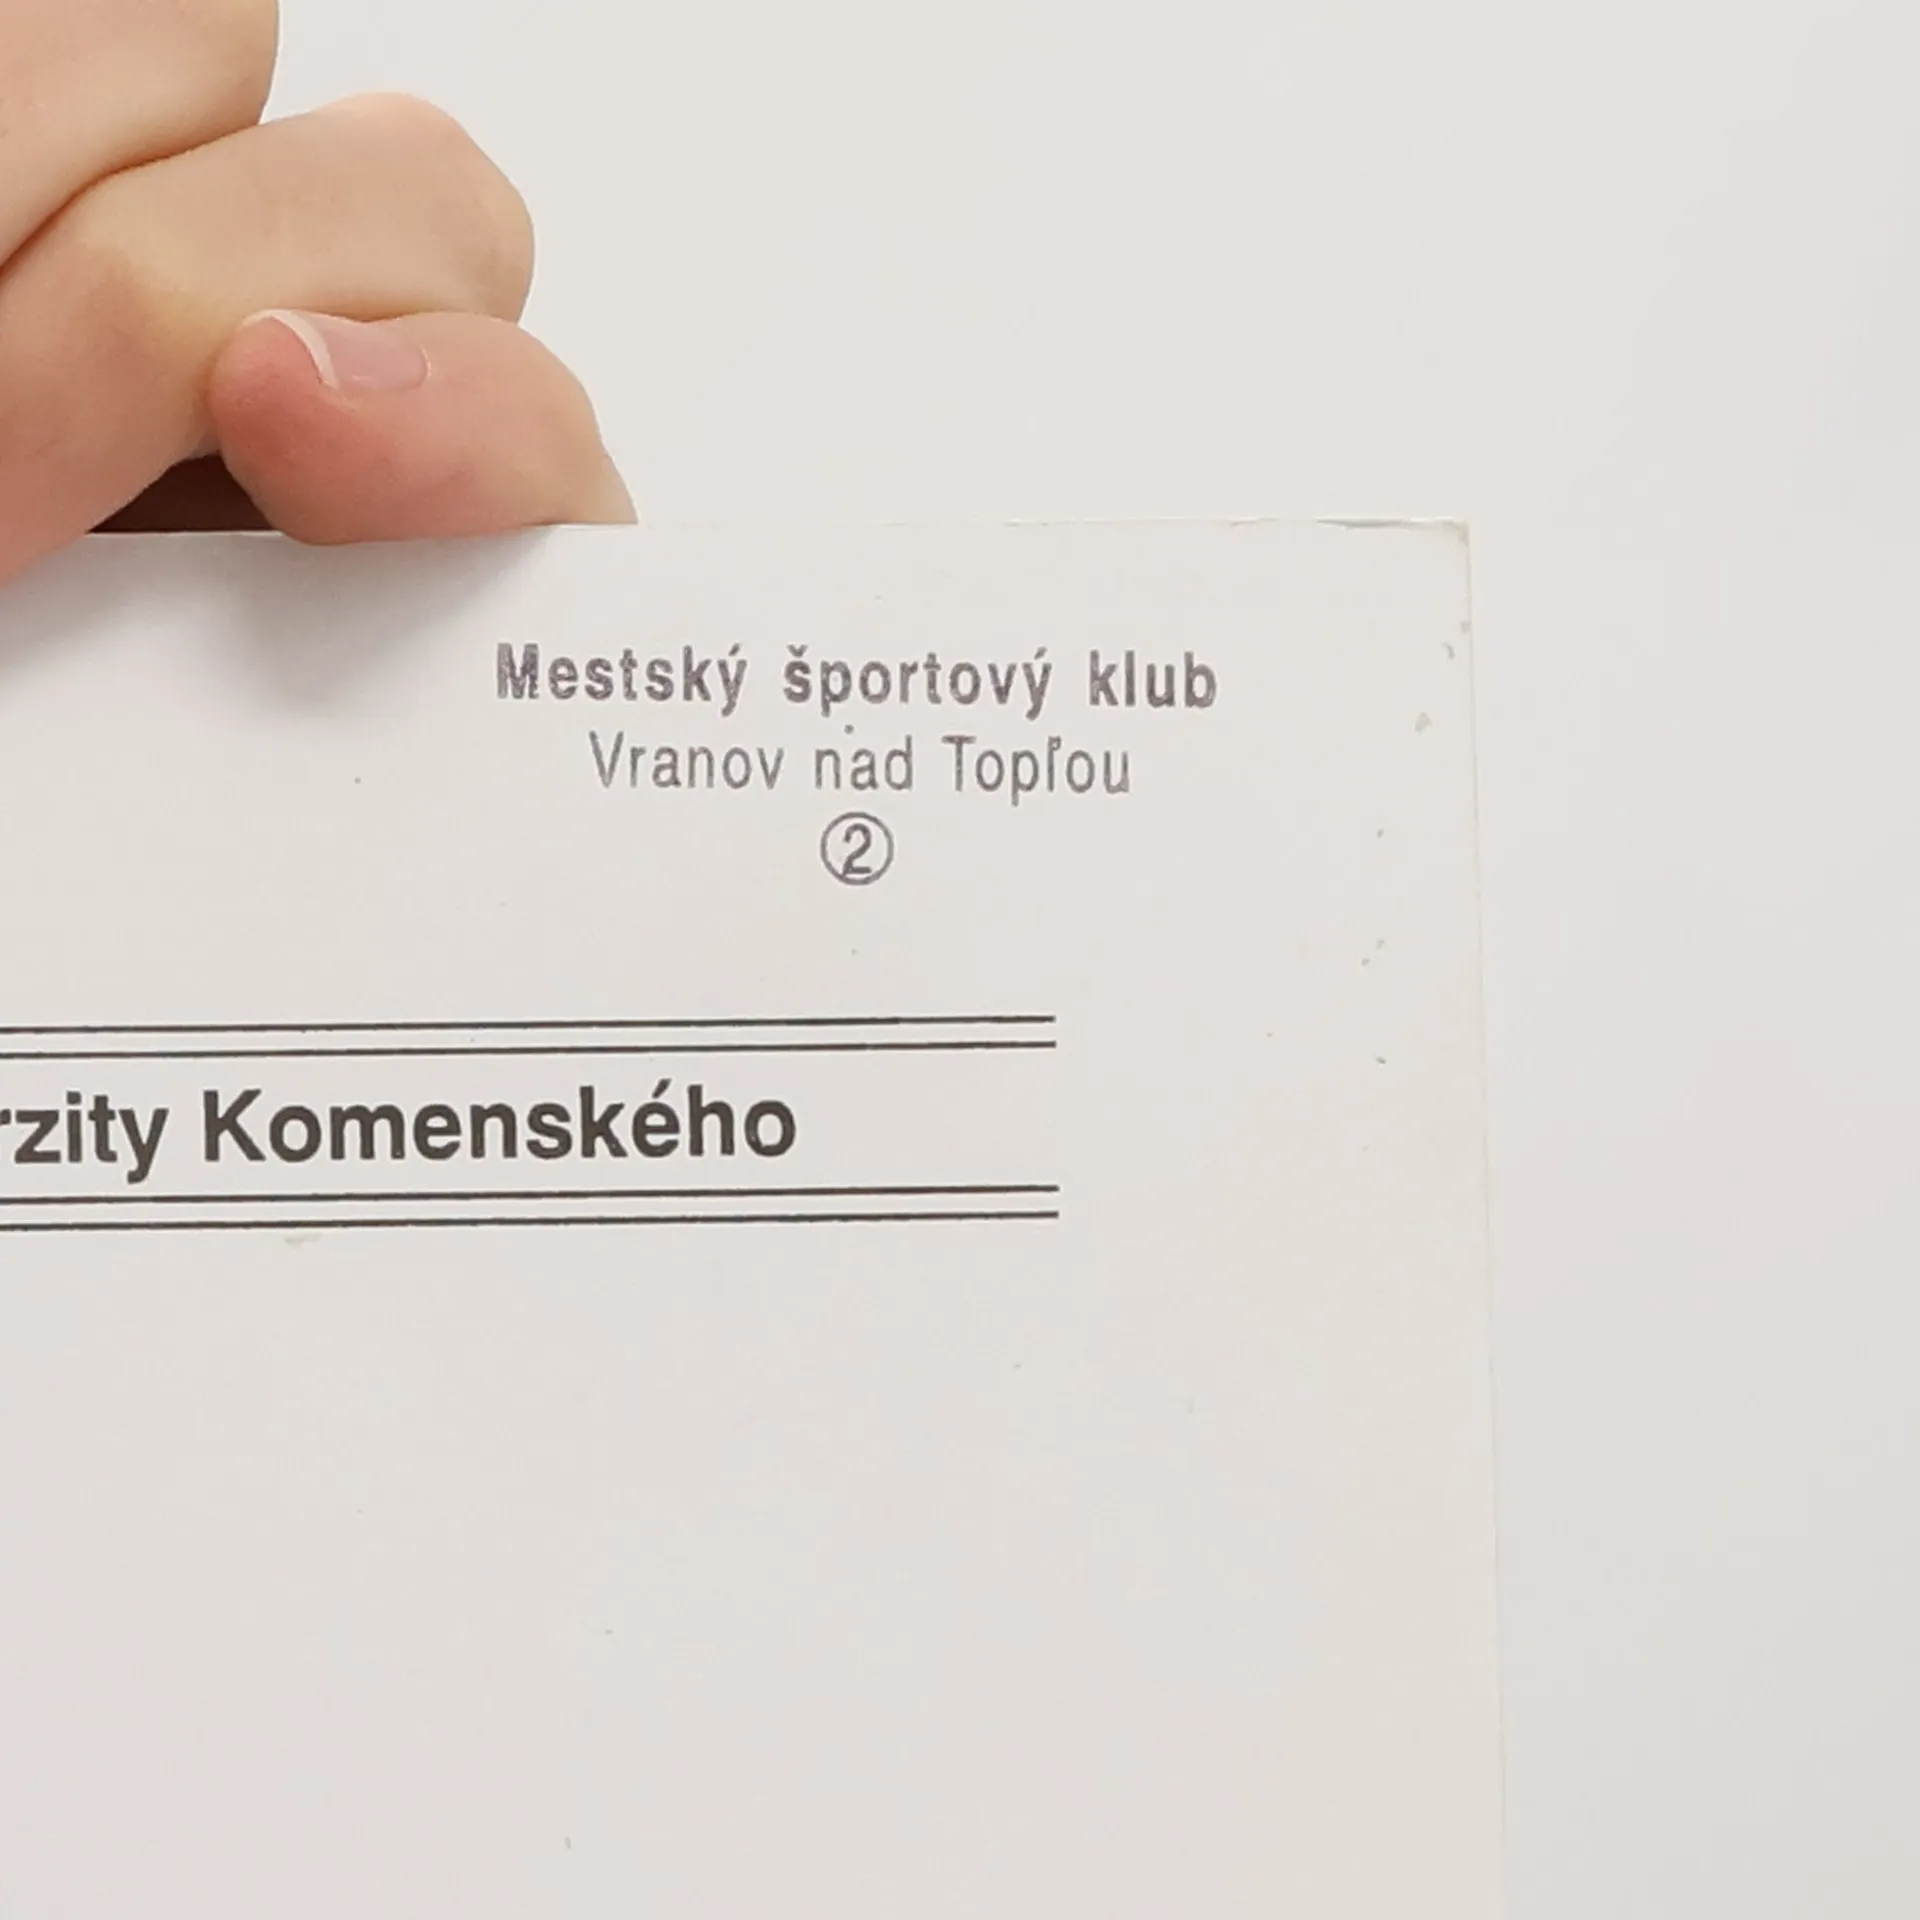 Mestský športový klub
Vranov nad Topľou
②
rzity Komenského